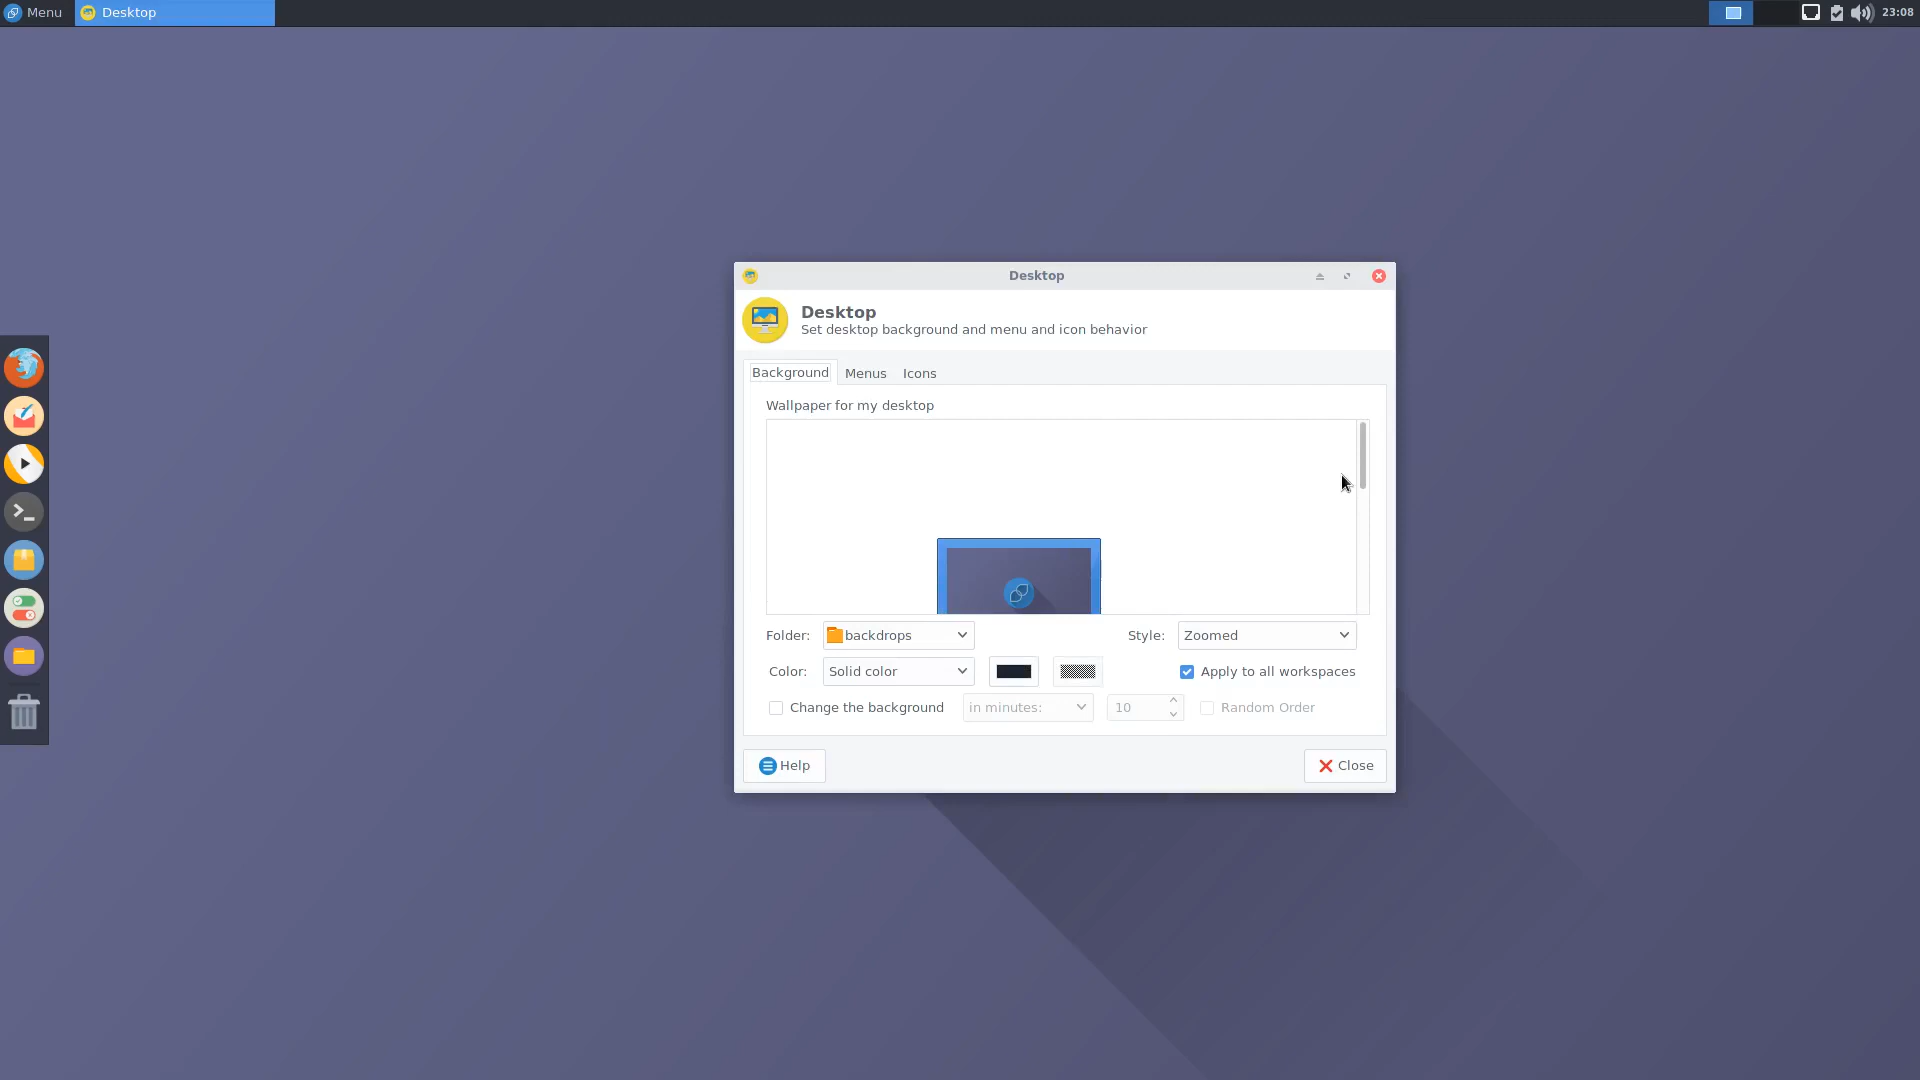 Menu
Desktop
23:08
Desktop
Desktop
Set desktop background and menu and icon behavior
Background Menus Icons
Wallpaper for my desktop
Folder: backdrops Style: Zoomed
Color: Solid color Apply to all workspaces
Change the background in minutes: 10 Random Order
Help Close